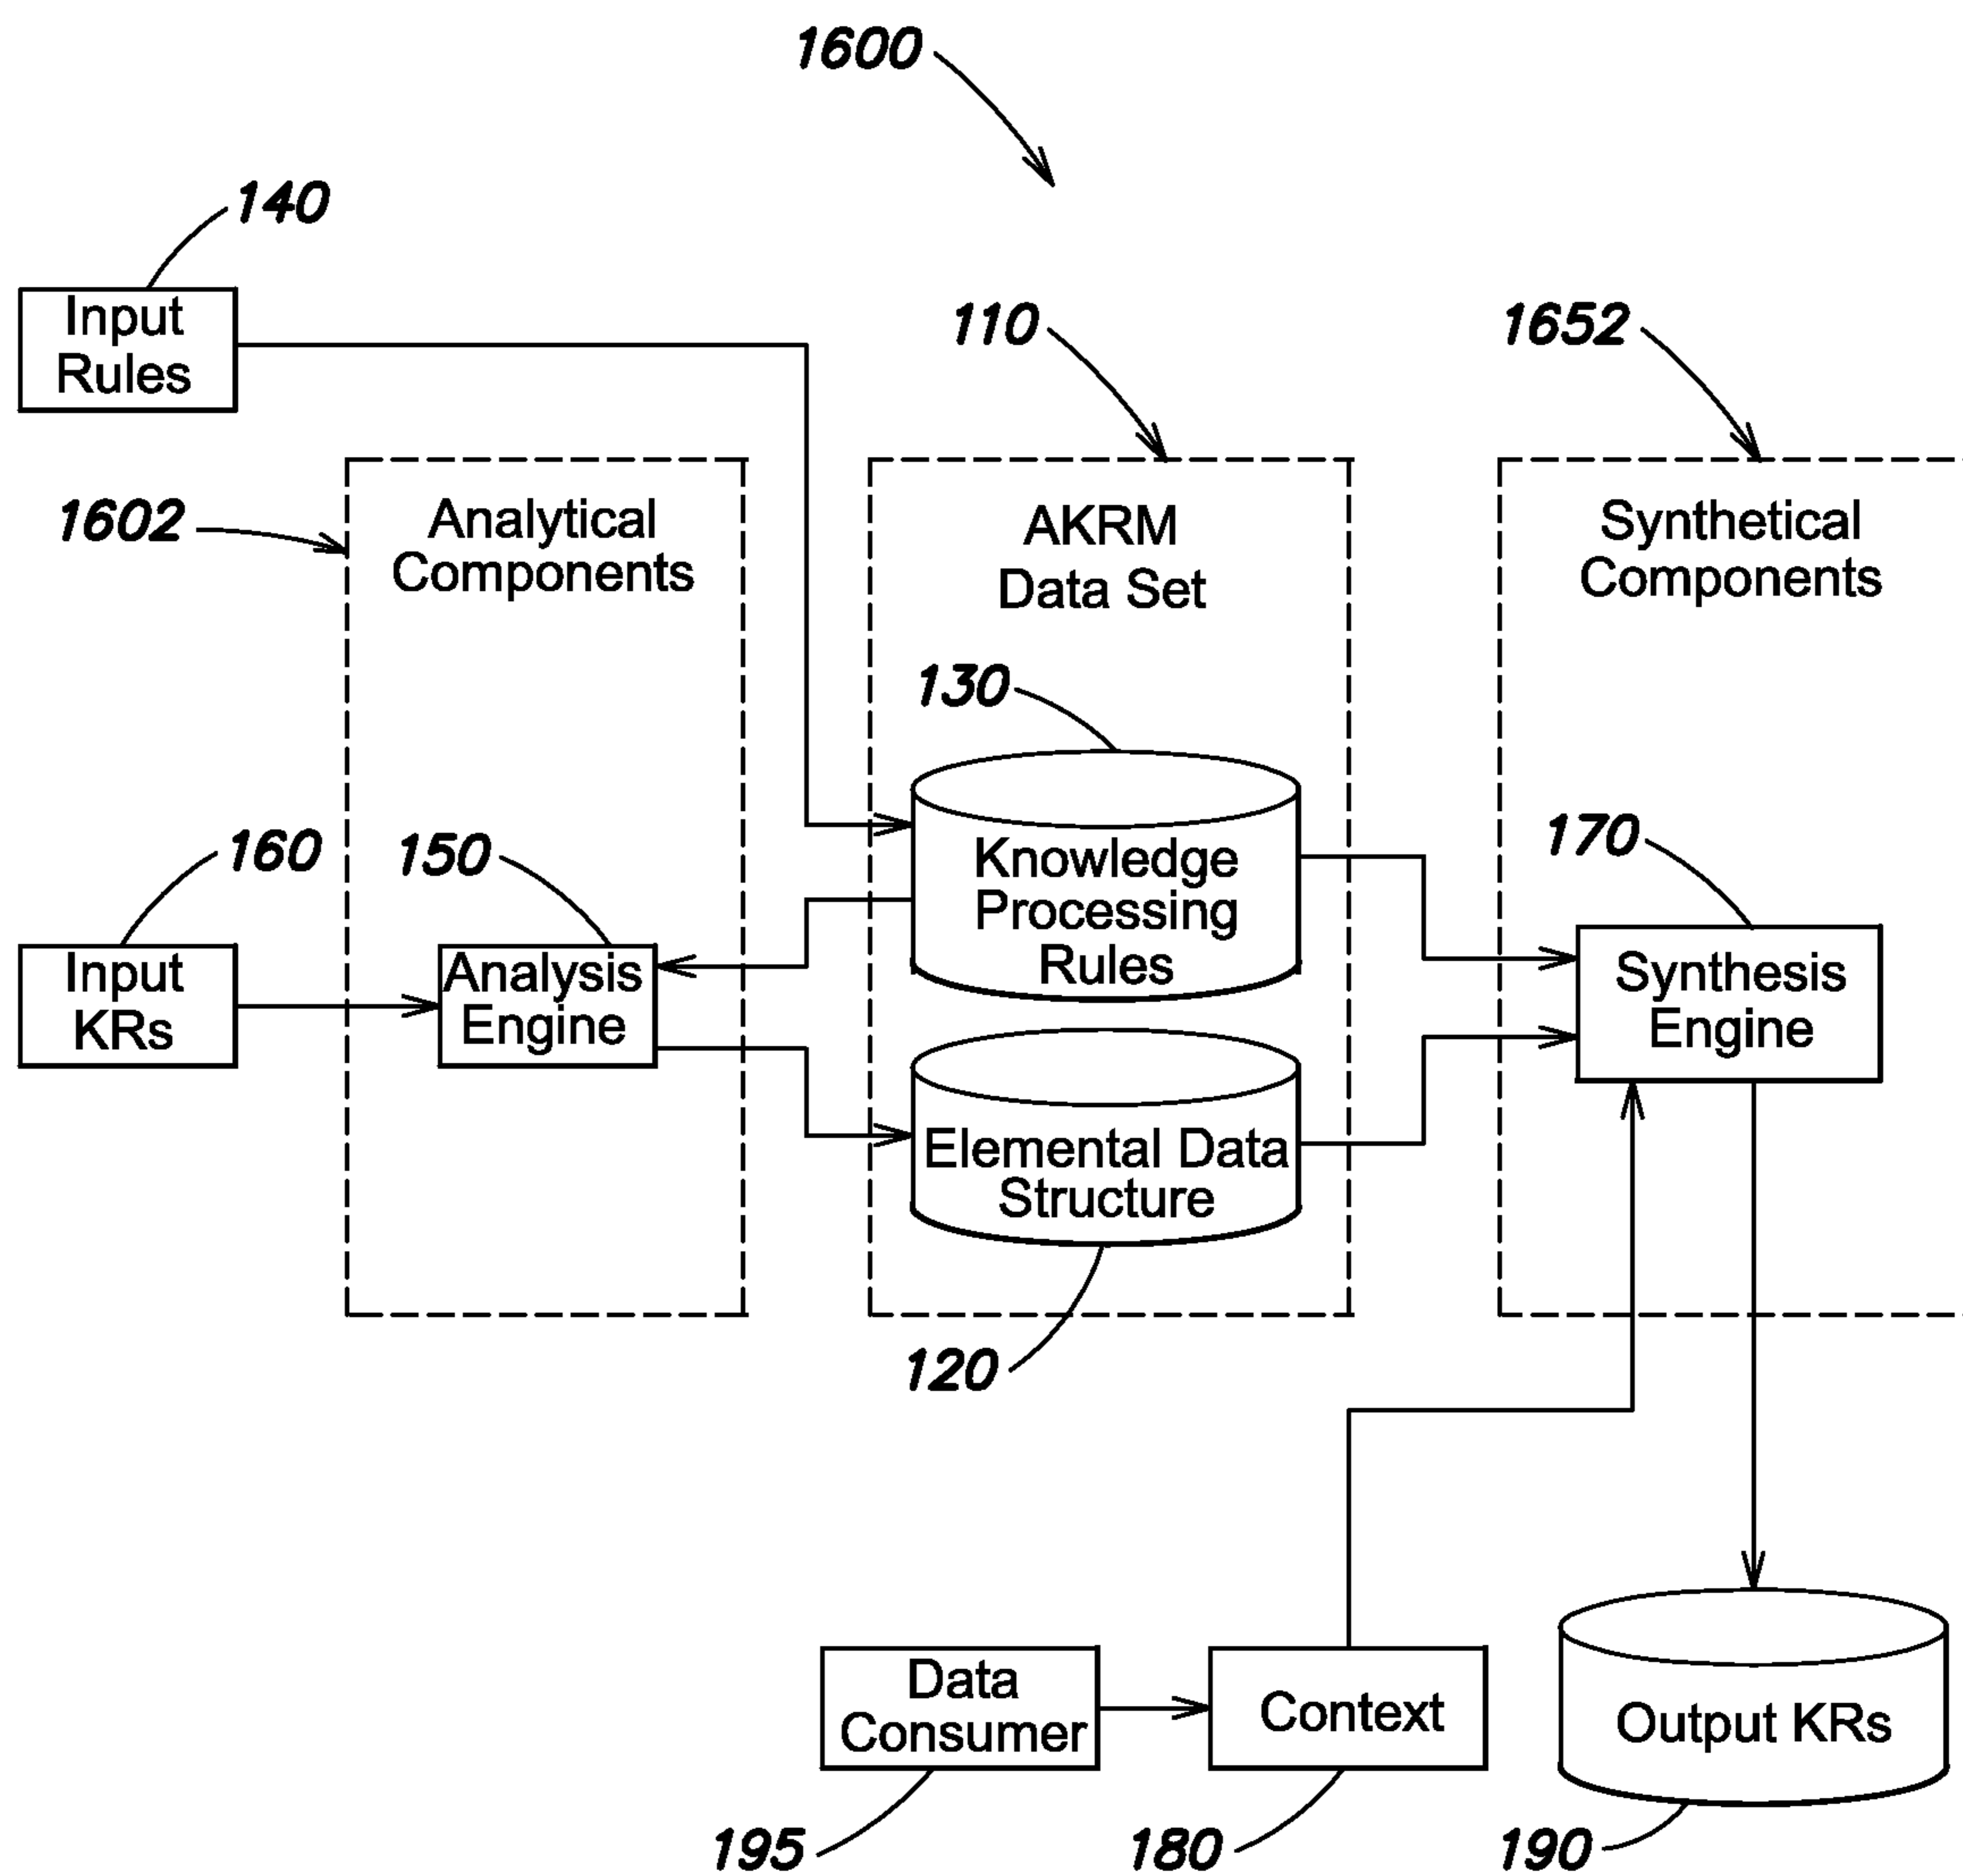 1600
140
Input
Rules
110
1652
1602
Analytical
Components
AKRM
Data Set
Synthetical
Components
130
160
150
170
Knowledge
Processing
Rules
Input
KRs
Analysis
Engine
Synthesis
Engine
Elemental Data
Structure
120
Data
Consumer
Context
Output KRs
195
180
190